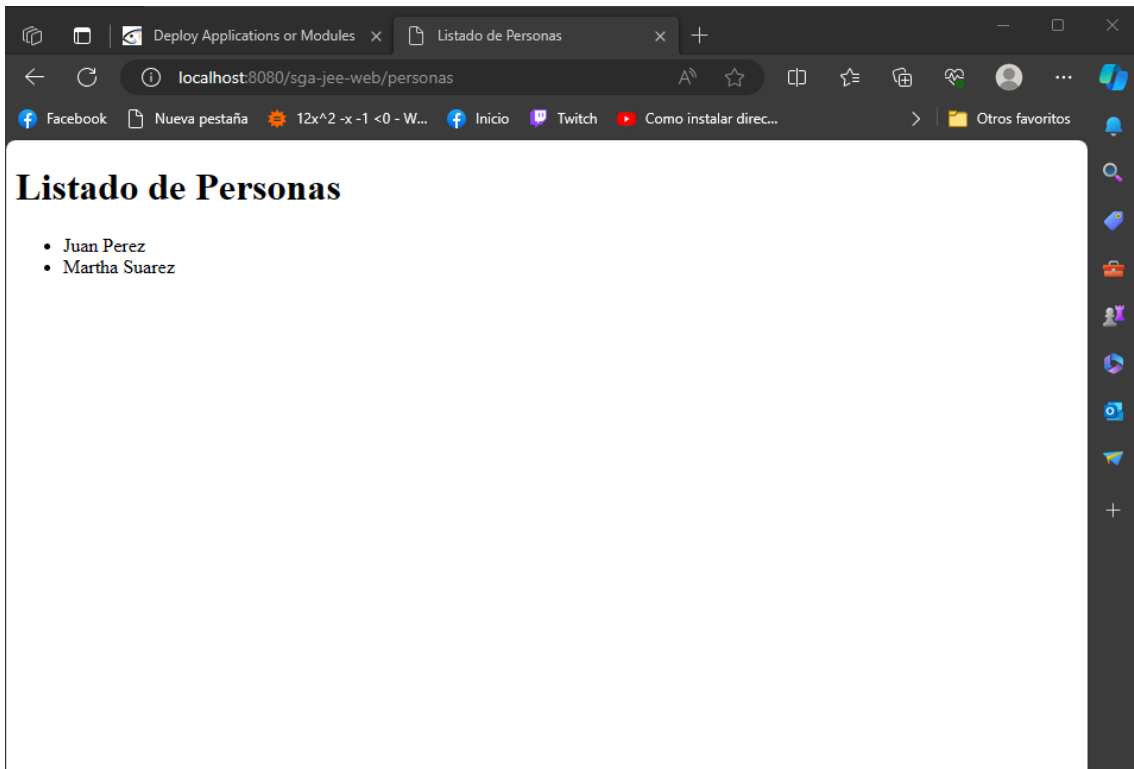 Deploy Applications or Modules
Listado de Personas
localhost:8080/sga-jee-web/personas
Facebook
Nueva pestaña
12x^2 -x -1 <0 - W...
Inicio
Twitch
Como instalar direc...
Otros favoritos
Listado de Personas
Juan Perez
Martha Suarez